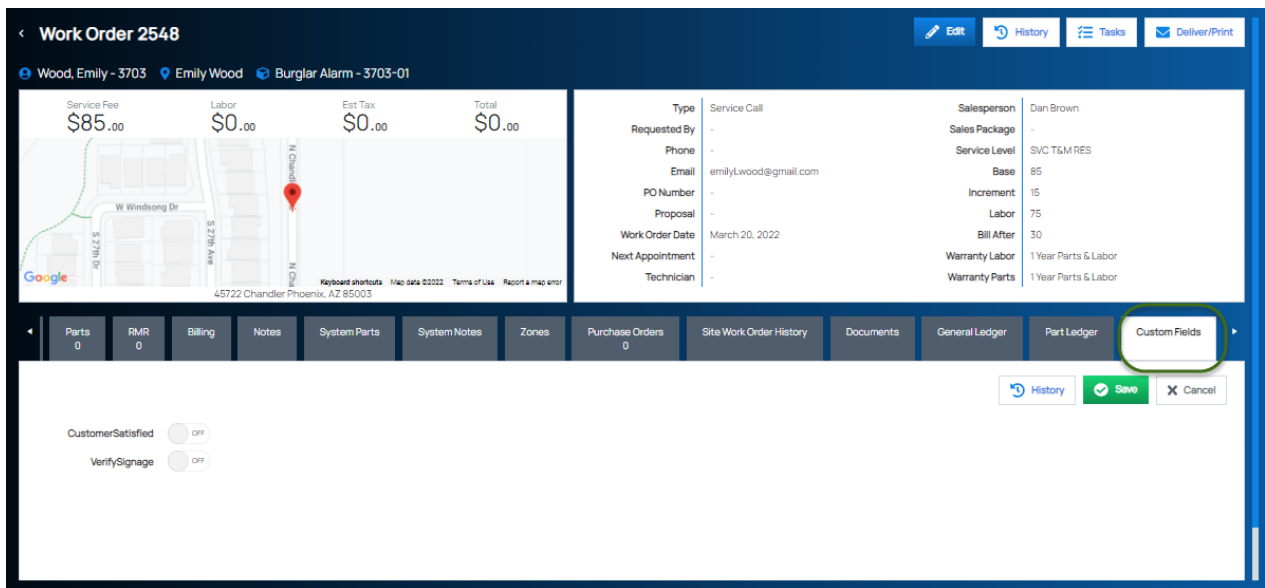 Work Order 2548
Edit
History
Tasks
Deliver/Print
Wood, Emily - 3703 Emily Wood Burglar Alarm - 3703-01
Service Fee Labor Est Tax Total
$85.00 $0.00 $0.00 $0.00
N Chandl
W Windsong Dr
S 27th Dr
S 27th Ave
N Cha
Google
Keyboard shortcuts Map data ©2022 Terms of Use Report a map error
45722 Chandler Phoenix, AZ 85003
Type Service Call
Requested By -
Phone -
Email emilyLwood@gmail.com
PO Number -
Proposal -
Work Order Date March 20, 2022
Next Appointment -
Technician -
Salesperson Dan Brown
Sales Package -
Service Level SVC T&M RES
Base 85
Increment 15
Labor 75
Bill After 30
Warranty Labor 1 Year Parts & Labor
Warranty Parts 1 Year Parts & Labor
Parts RMR Billing Notes System Parts System Notes Zones Purchase Orders Site Work Order History Documents General Ledger Part Ledger Custom Fields
0 0 0
History Save Cancel
CustomerSatisfied OFF
VerifySignage OFF